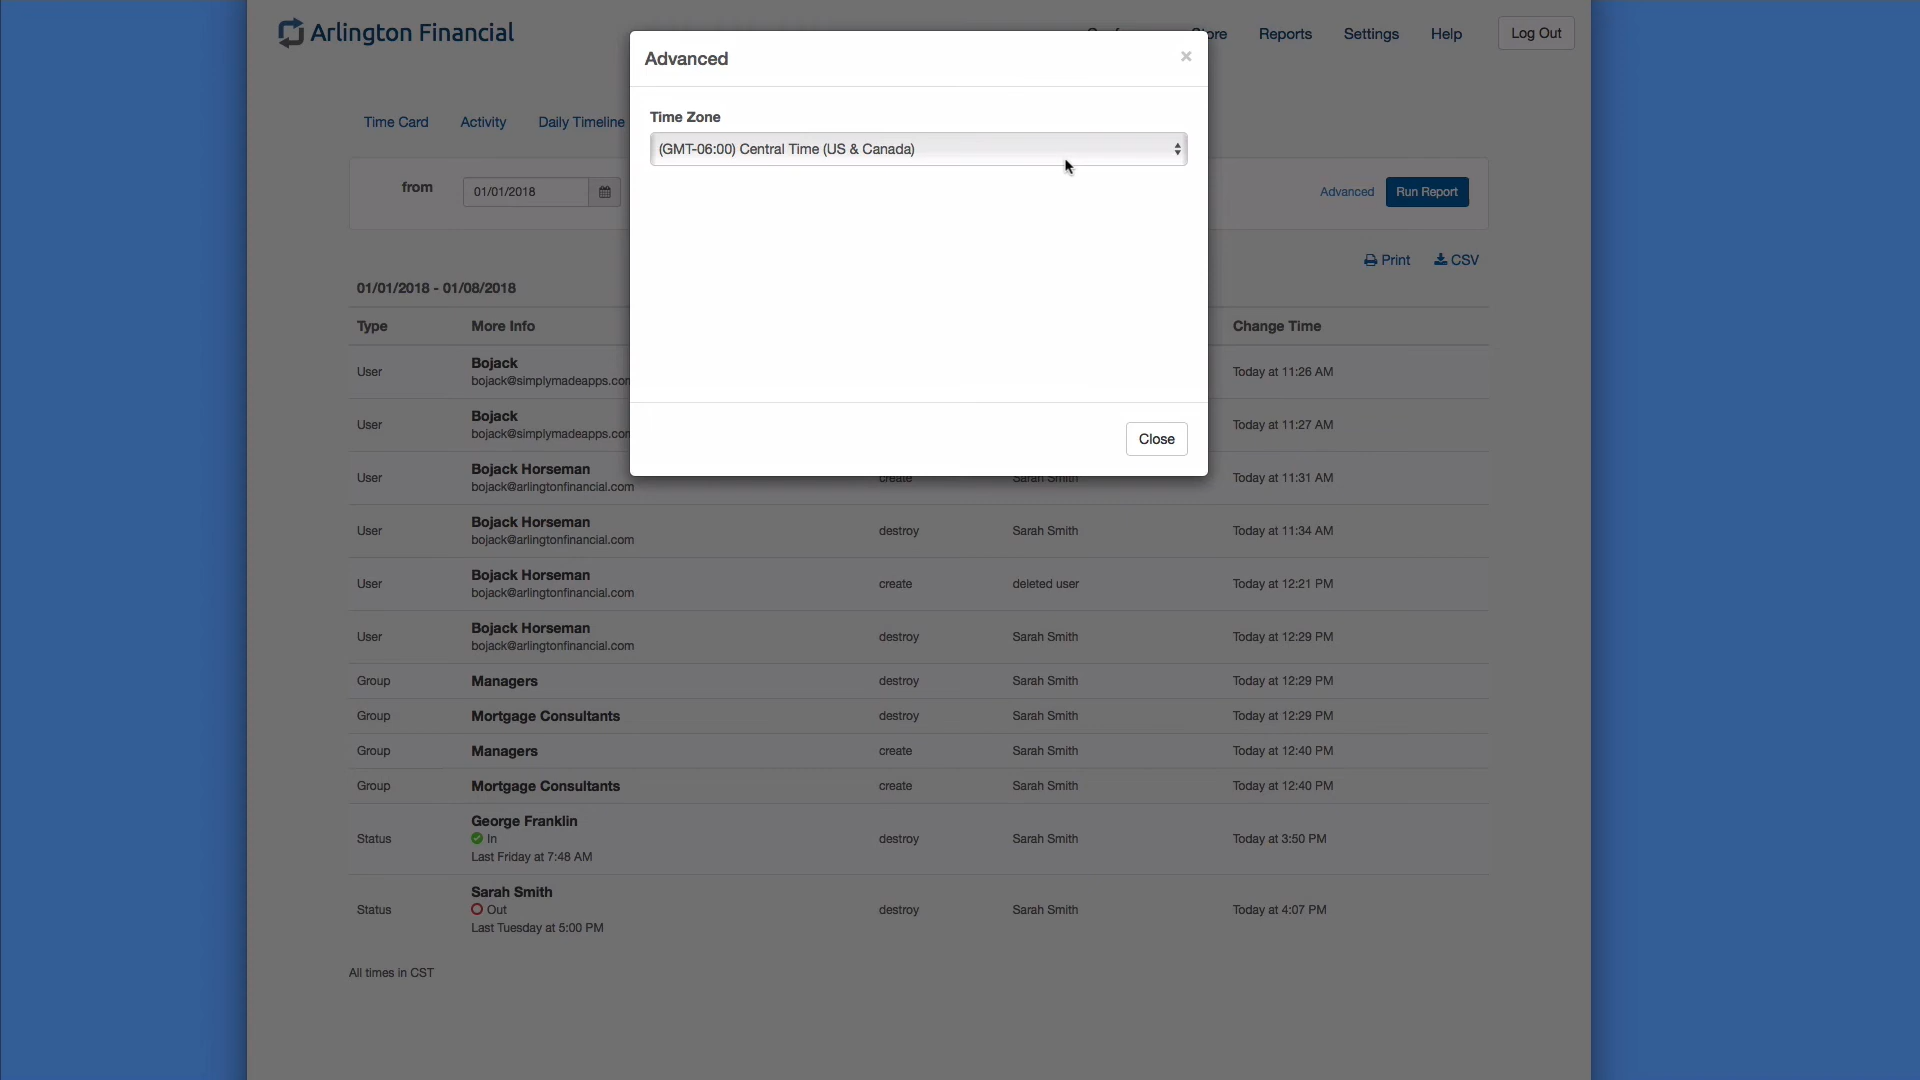 Arlington Financial
Store
Reports
Settings
Help
Log Out
Advanced
×
Time Zone
(GMT-06:00) Central Time (US & Canada)
Close
Time Card
Activity
Daily Timeline
from
01/01/2018
Advanced
Run Report
Print
CSV
01/01/2018 - 01/08/2018
Type
More Info
Change Time
User
Bojack
bojack@simplymadeapps.com
Today at 11:26 AM
User
Bojack
bojack@simplymadeapps.com
Today at 11:27 AM
User
Bojack Horseman
bojack@arlingtonfinancial.com
create
Sarah Smith
Today at 11:31 AM
User
Bojack Horseman
bojack@arlingtonfinancial.com
destroy
Sarah Smith
Today at 11:34 AM
User
Bojack Horseman
bojack@arlingtonfinancial.com
create
deleted user
Today at 12:21 PM
User
Bojack Horseman
bojack@arlingtonfinancial.com
destroy
Sarah Smith
Today at 12:29 PM
Group
Managers
destroy
Sarah Smith
Today at 12:29 PM
Group
Mortgage Consultants
destroy
Sarah Smith
Today at 12:29 PM
Group
Managers
create
Sarah Smith
Today at 12:40 PM
Group
Mortgage Consultants
create
Sarah Smith
Today at 12:40 PM
Status
George Franklin
In
Last Friday at 7:48 AM
destroy
Sarah Smith
Today at 3:50 PM
Status
Sarah Smith
Out
Last Tuesday at 5:00 PM
destroy
Sarah Smith
Today at 4:07 PM
All times in CST